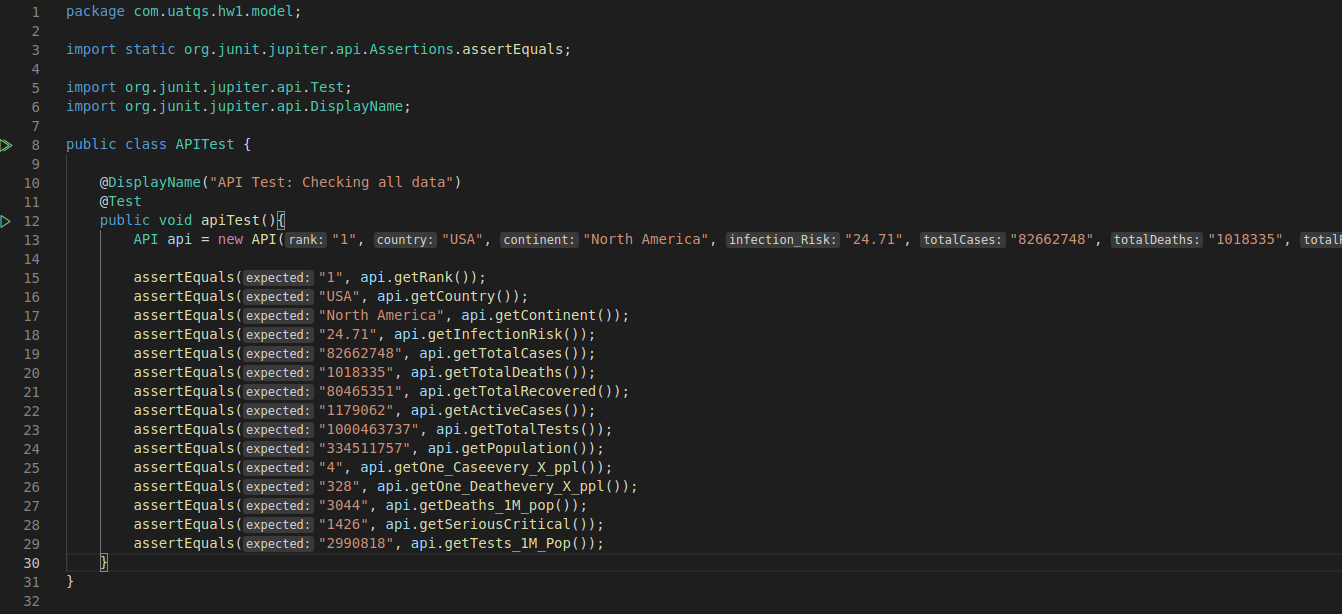 1 package com.uatqs.hw1.model;
2
3 import static org.junit.jupiter.api.Assertions.assertEquals;
4
5 import org.junit.jupiter.api.Test;
6 import org.junit.jupiter.api.DisplayName;
7
8 public class APITest {
9
10 @DisplayName("API Test: Checking all data")
11 @Test
12 public void apiTest(){
13 API api = new API(rank: "1", country: "USA", continent: "North America", infection_Risk: "24.71", totalCases: "82662748", totalDeaths: "1018335",
14
15 assertEquals(expected: "1", api.getRank());
16 assertEquals(expected: "USA", api.getCountry());
17 assertEquals(expected: "North America", api.getContinent());
18 assertEquals(expected: "24.71", api.getInfectionRisk());
19 assertEquals(expected: "82662748", api.getTotalCases());
20 assertEquals(expected: "1018335", api.getTotalDeaths());
21 assertEquals(expected: "80465351", api.getTotalRecovered());
22 assertEquals(expected: "1179062", api.getActiveCases());
23 assertEquals(expected: "1000463737", api.getTotalTests());
24 assertEquals(expected: "334511757", api.getPopulation());
25 assertEquals(expected: "4", api.getOne_Caseevery_X_ppl());
26 assertEquals(expected: "328", api.getOne_Deathevery_X_ppl());
27 assertEquals(expected: "3044", api.getDeaths_1M_pop());
28 assertEquals(expected: "1426", api.getSeriousCritical());
29 assertEquals(expected: "2990818", api.getTests_1M_Pop());
30 }
31 }
32